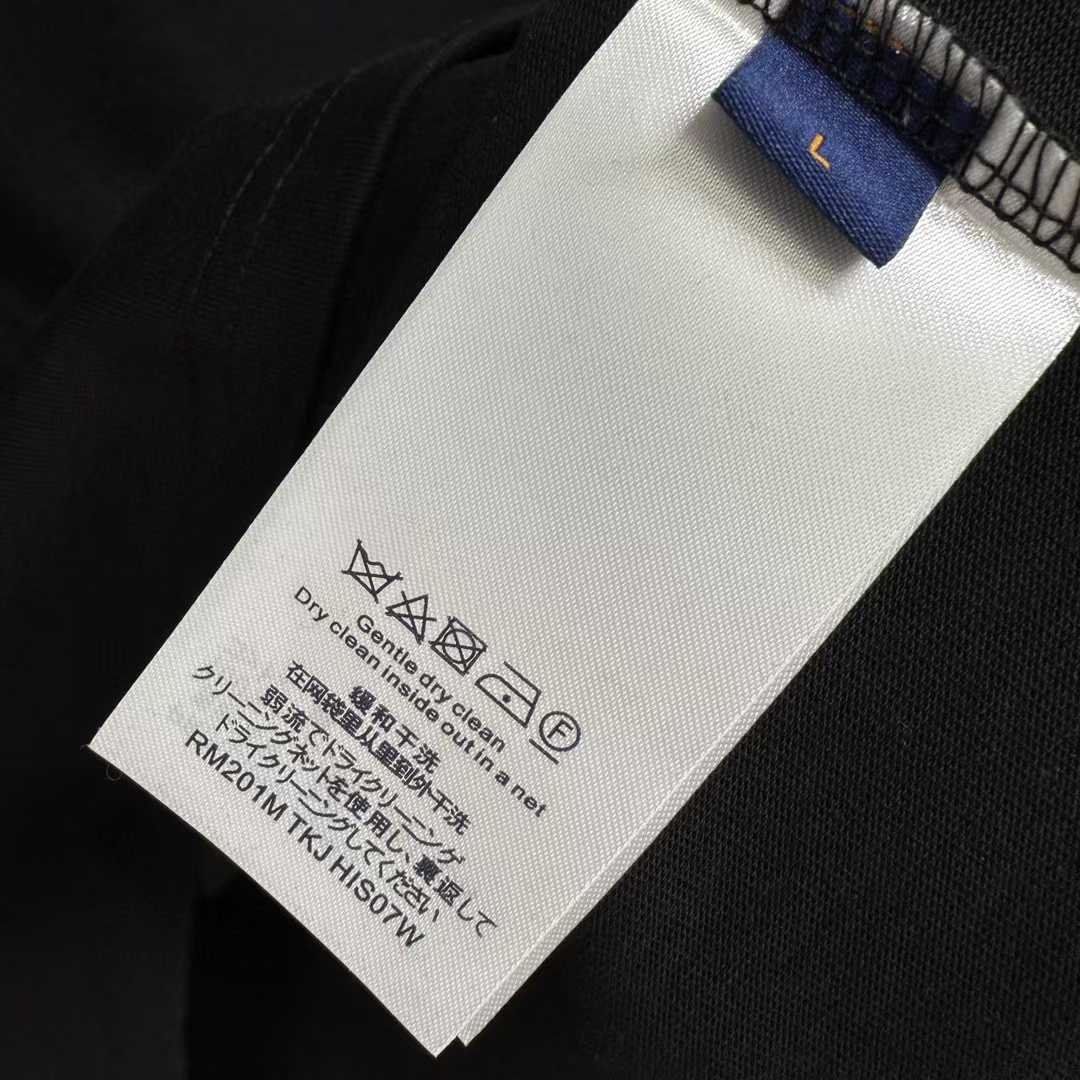 L
F
Gentle dry clean
Dry clean inside out in a net
缓和干洗
在网袋里从里到外干洗
弱流でドライクリーニング
クリーニングネットを使用し、裏返して
ドライクリーニングしてください
RM201M TKJ HIS07W